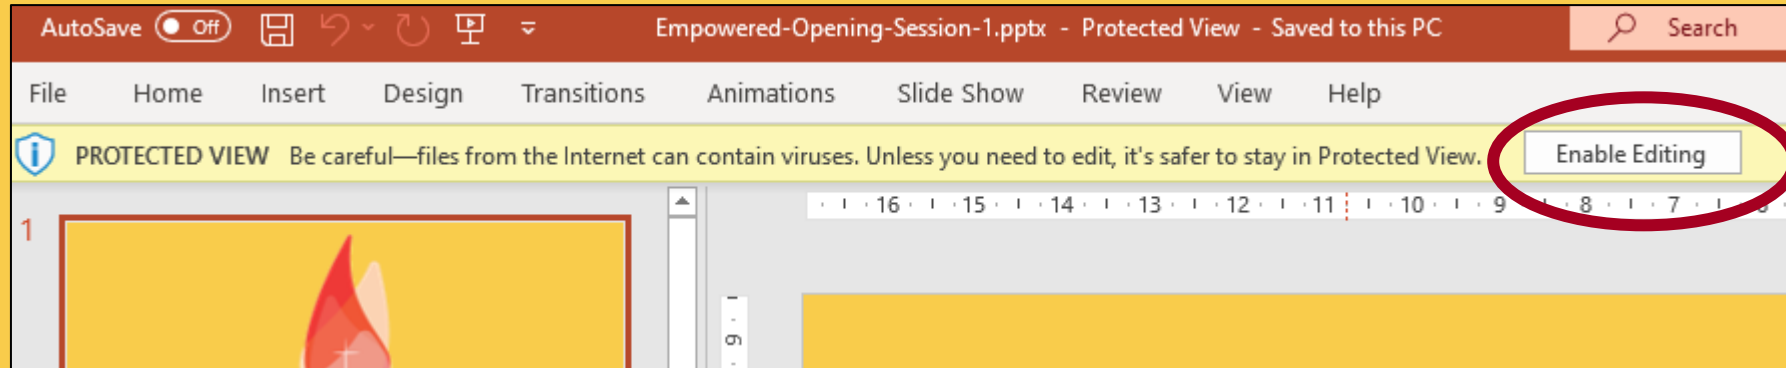 AutoSave Off Empowered-Opening-Session-1.pptx - Protected View - Saved to this PC Search
File Home Insert Design Transitions Animations Slide Show Review View Help
PROTECTED VIEW Be careful—files from the Internet can contain viruses. Unless you need to edit, it's safer to stay in Protected View. Enable Editing
16 15 14 13 12 11 10 9 8 7 6
1
9